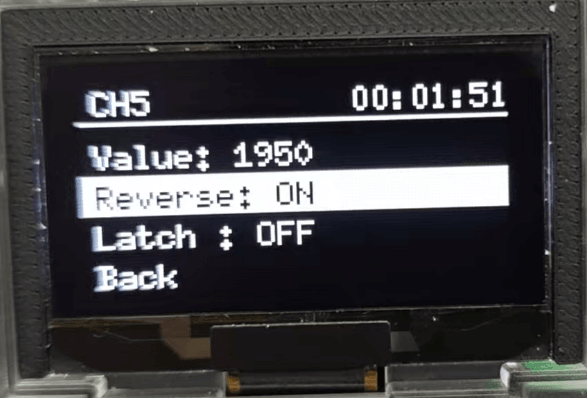 CH5 00:01:51
Value: 1950
Reverse: ON
Latch : OFF
Back